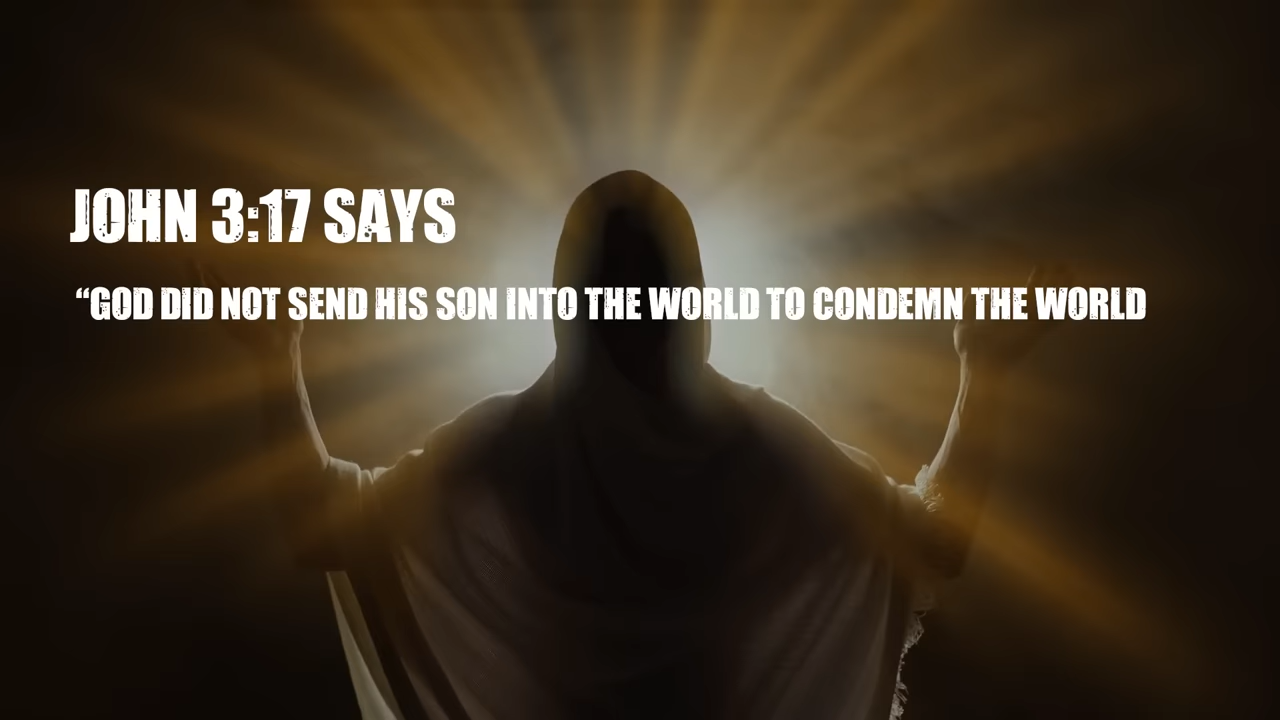 JOHN 3:17 SAYS
“GOD DID NOT SEND HIS SON INTO THE WORLD TO CONDEMN THE WORLD